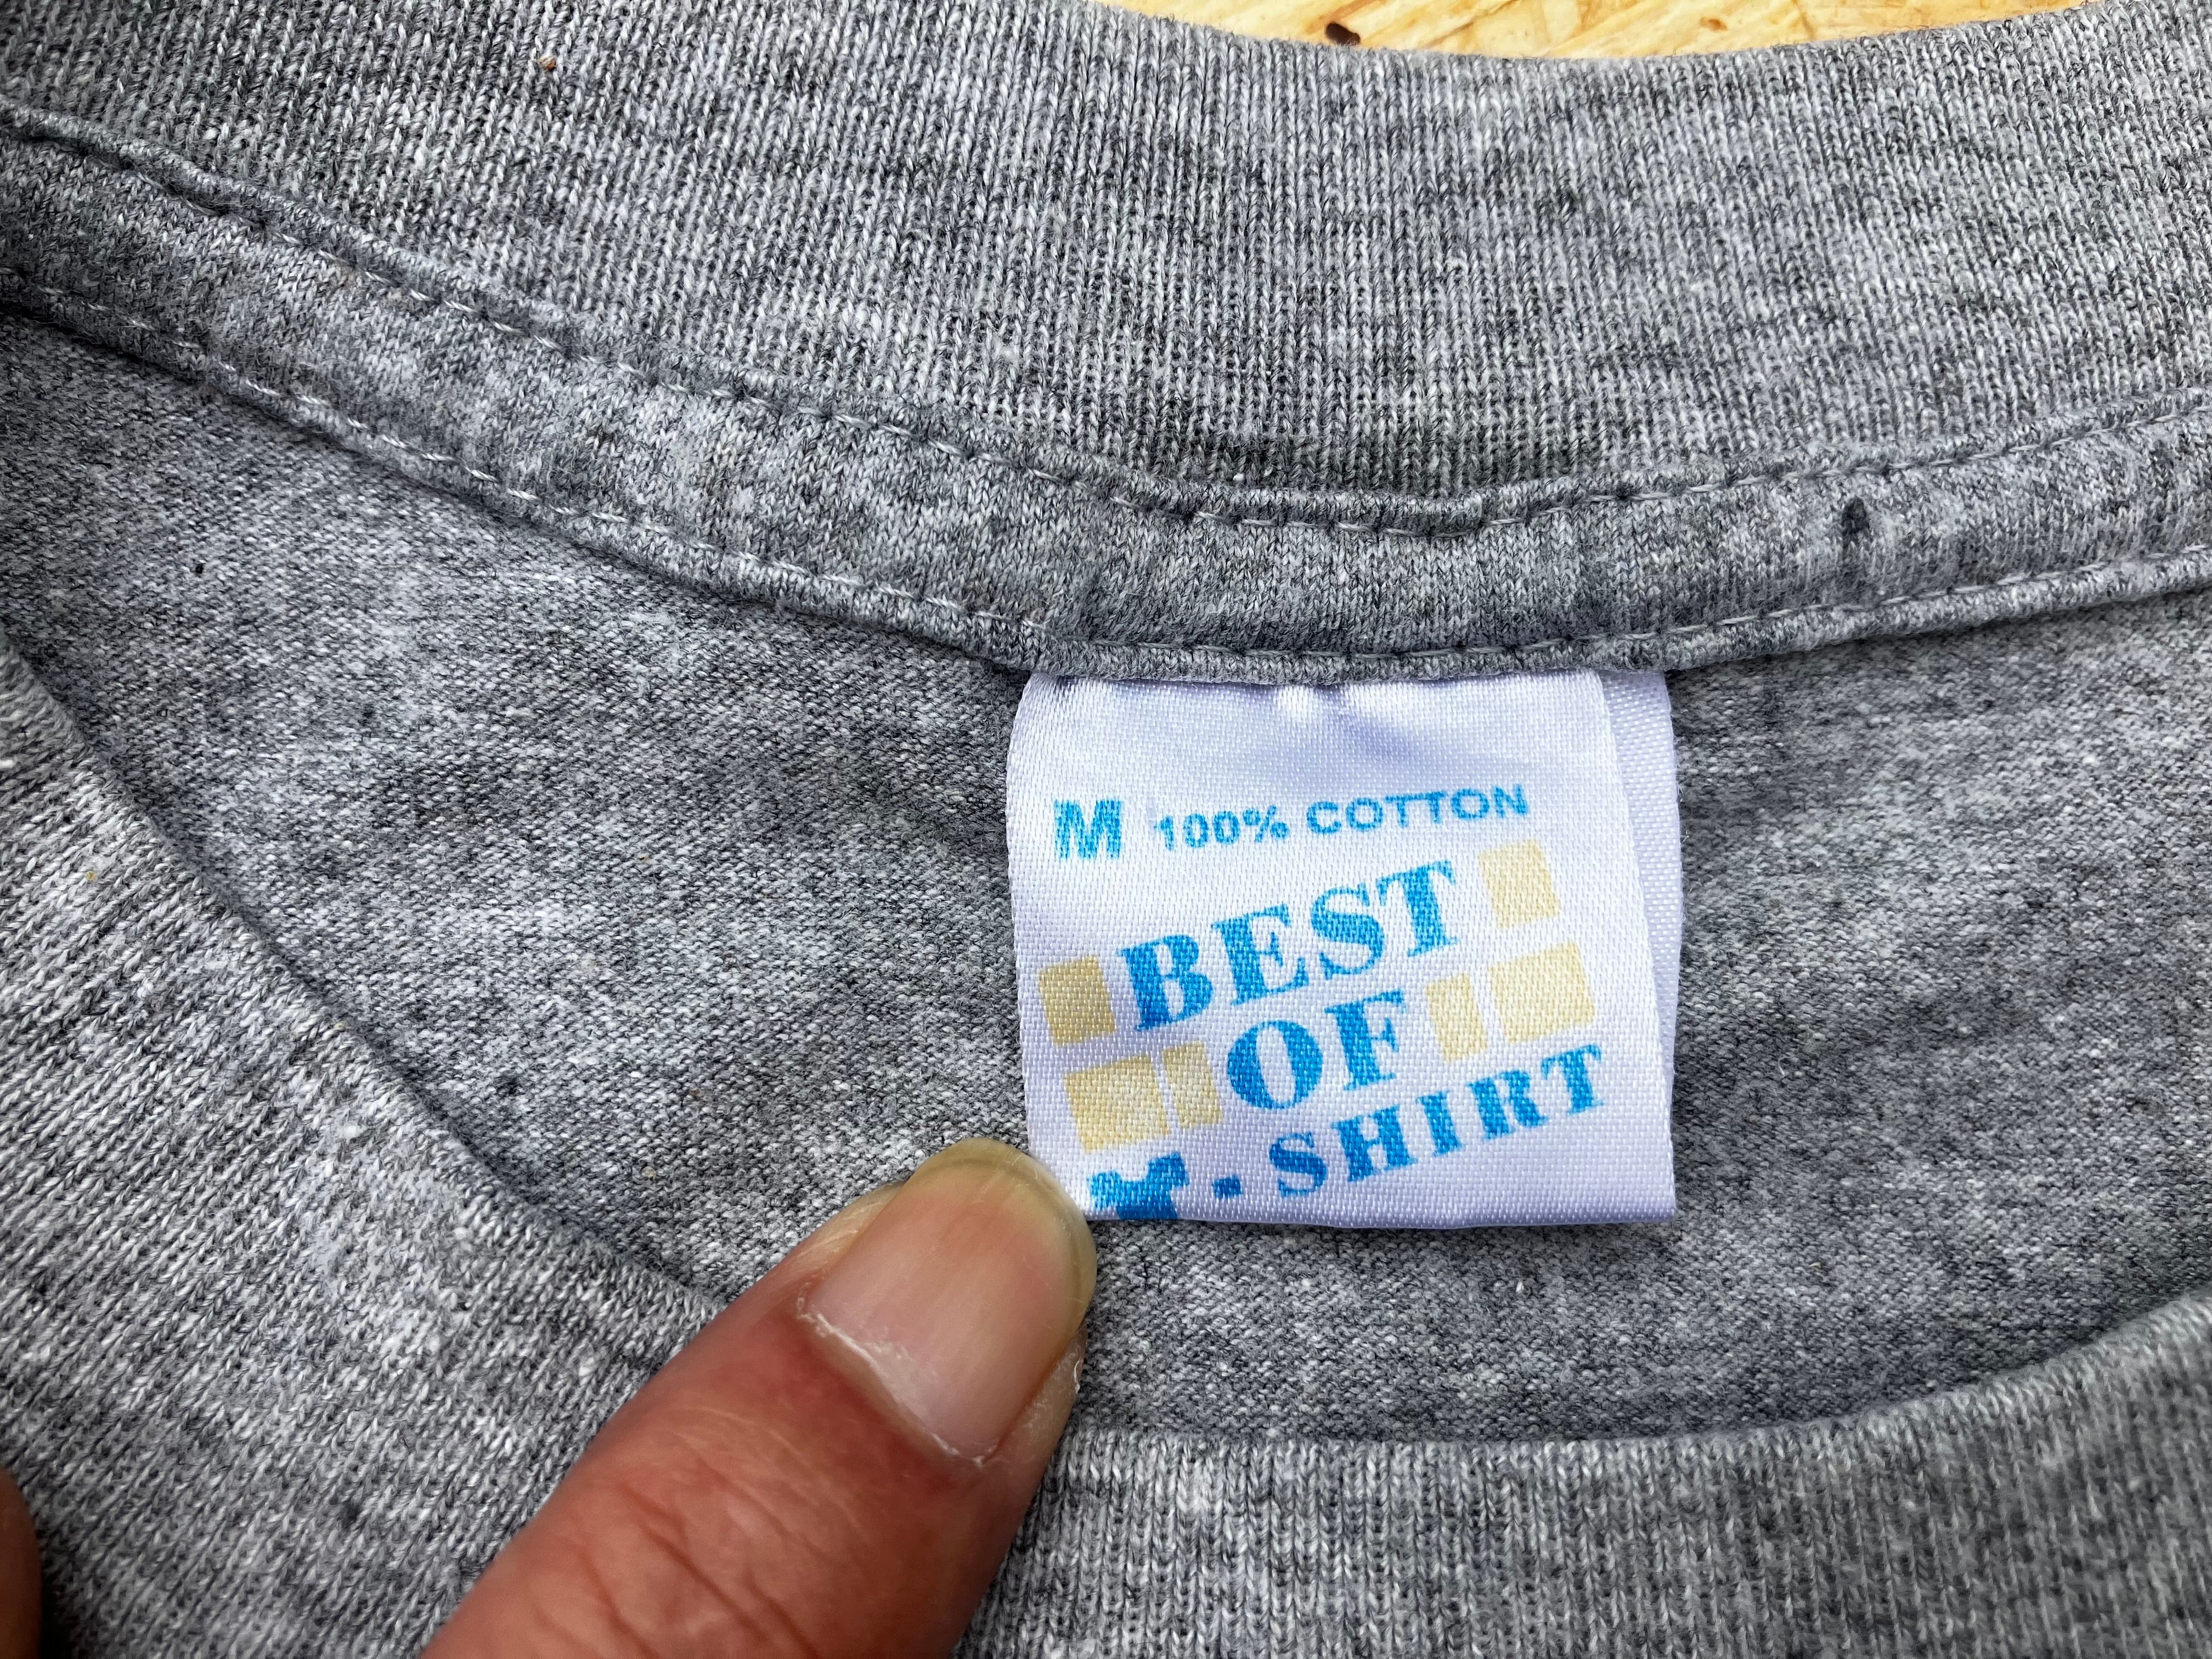 M 100% COTTON
BEST
OF
T-SHIRT